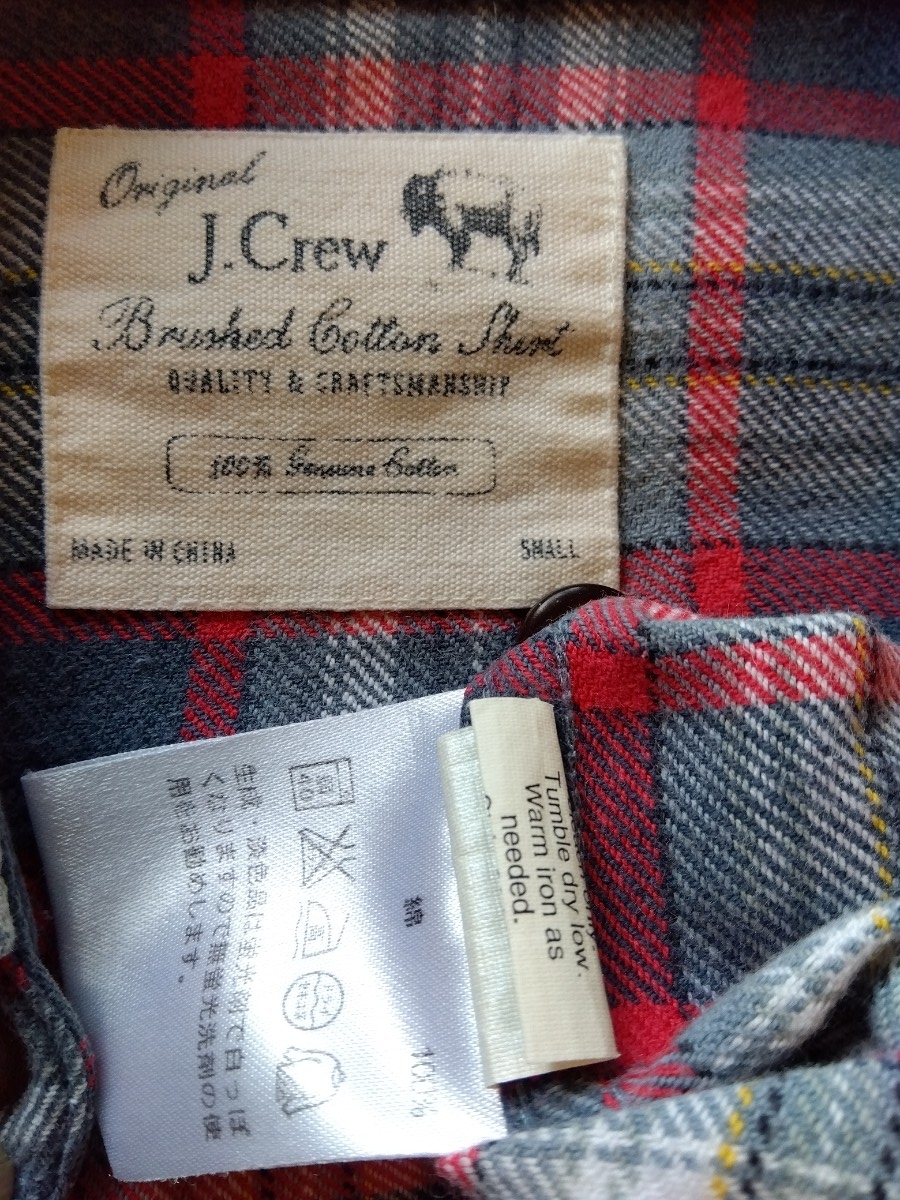 Original
J.Crew
Brushed Cotton Shirt
QUALITY & CRAFTSMANSHIP
100% Genuine Cotton
MADE IN CHINA
SMALL
Tumble dry low.
warm iron as
needed.
綿 100%
生成、淡色品は蛍光剤で白っぽ
くなりますので無蛍光洗剤の使
用をお勧めします。